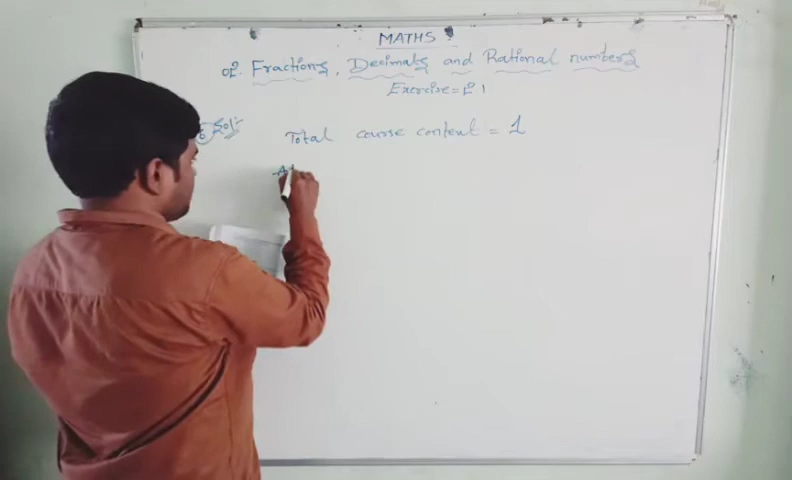 MATHS
02. Fractions, Decimals and Rational numbers
Exercise = 2.1
6 Sol:
Total course content = 1
A